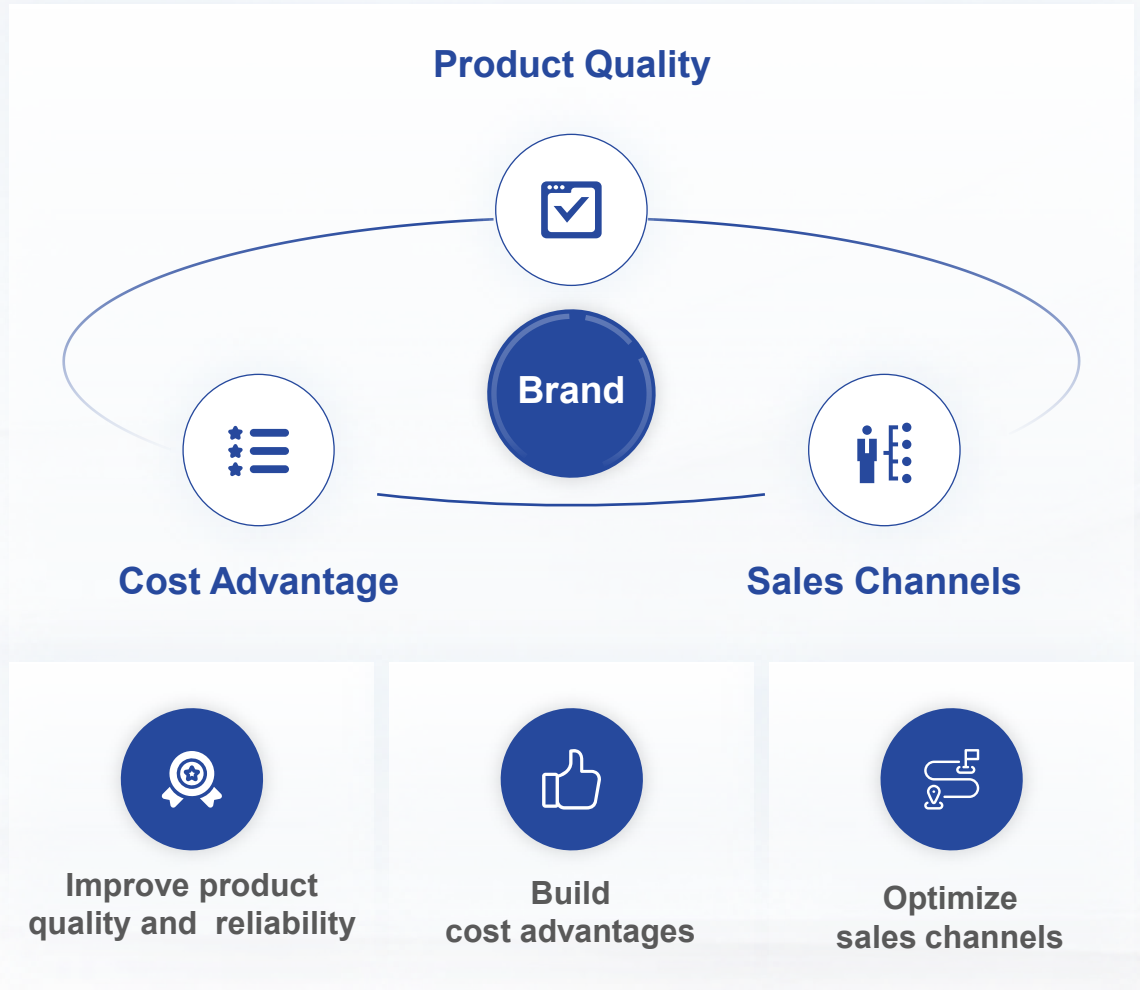 Product Quality
Brand
Cost Advantage
Sales Channels
Improve product
quality and  reliability
Build
cost advantages
Optimize
sales channels